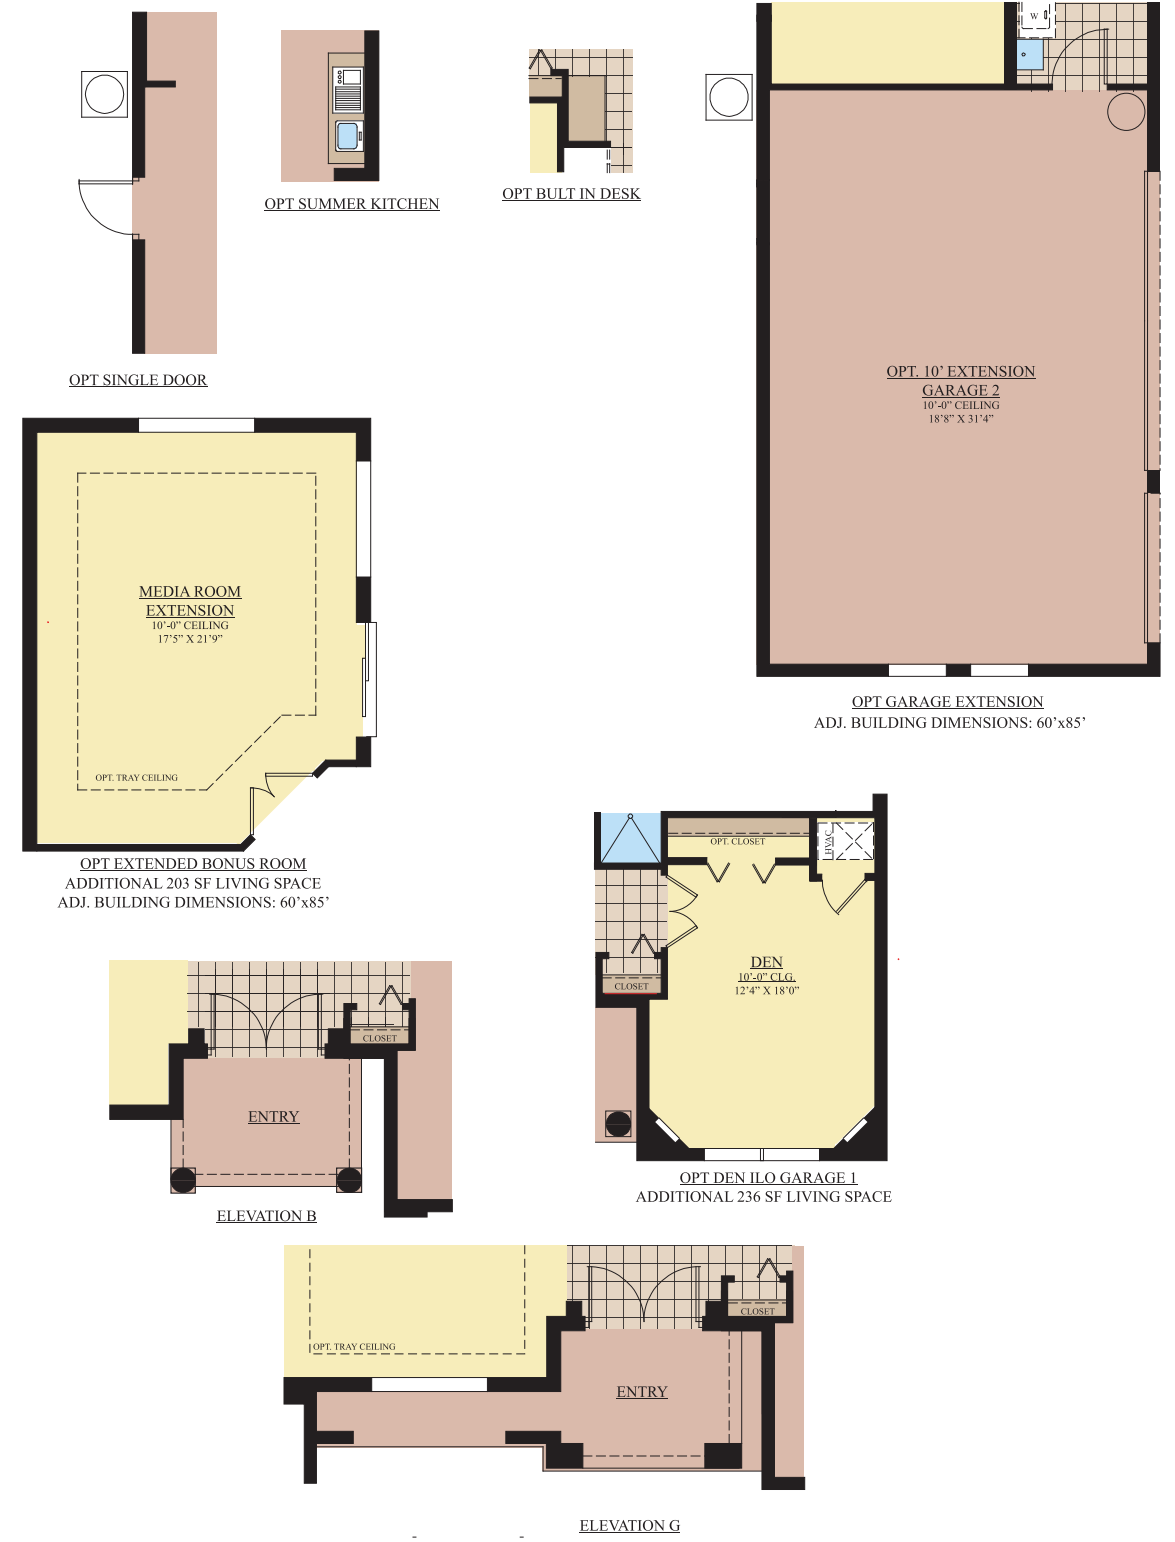 W
OPT SUMMER KITCHEN
OPT BULT IN DESK
OPT SINGLE DOOR
OPT. 10’ EXTENSION
GARAGE 2
10’-0” CEILING
18’8” X 31’4”
OPT GARAGE EXTENSION
ADJ. BUILDING DIMENSIONS: 60’x85’
MEDIA ROOM
EXTENSION
10’-0” CEILING
17’5” X 21’9”
OPT. TRAY CEILING
OPT EXTENDED BONUS ROOM
ADDITIONAL 203 SF LIVING SPACE
ADJ. BUILDING DIMENSIONS: 60’x85’
OPT. CLOSET
HVAC
DEN
10’-0” CLG.
12’4” X 18’0”
CLOSET
OPT DEN ILO GARAGE 1
ADDITIONAL 236 SF LIVING SPACE
CLOSET
ENTRY
ELEVATION B
OPT. TRAY CEILING
CLOSET
ENTRY
ELEVATION G